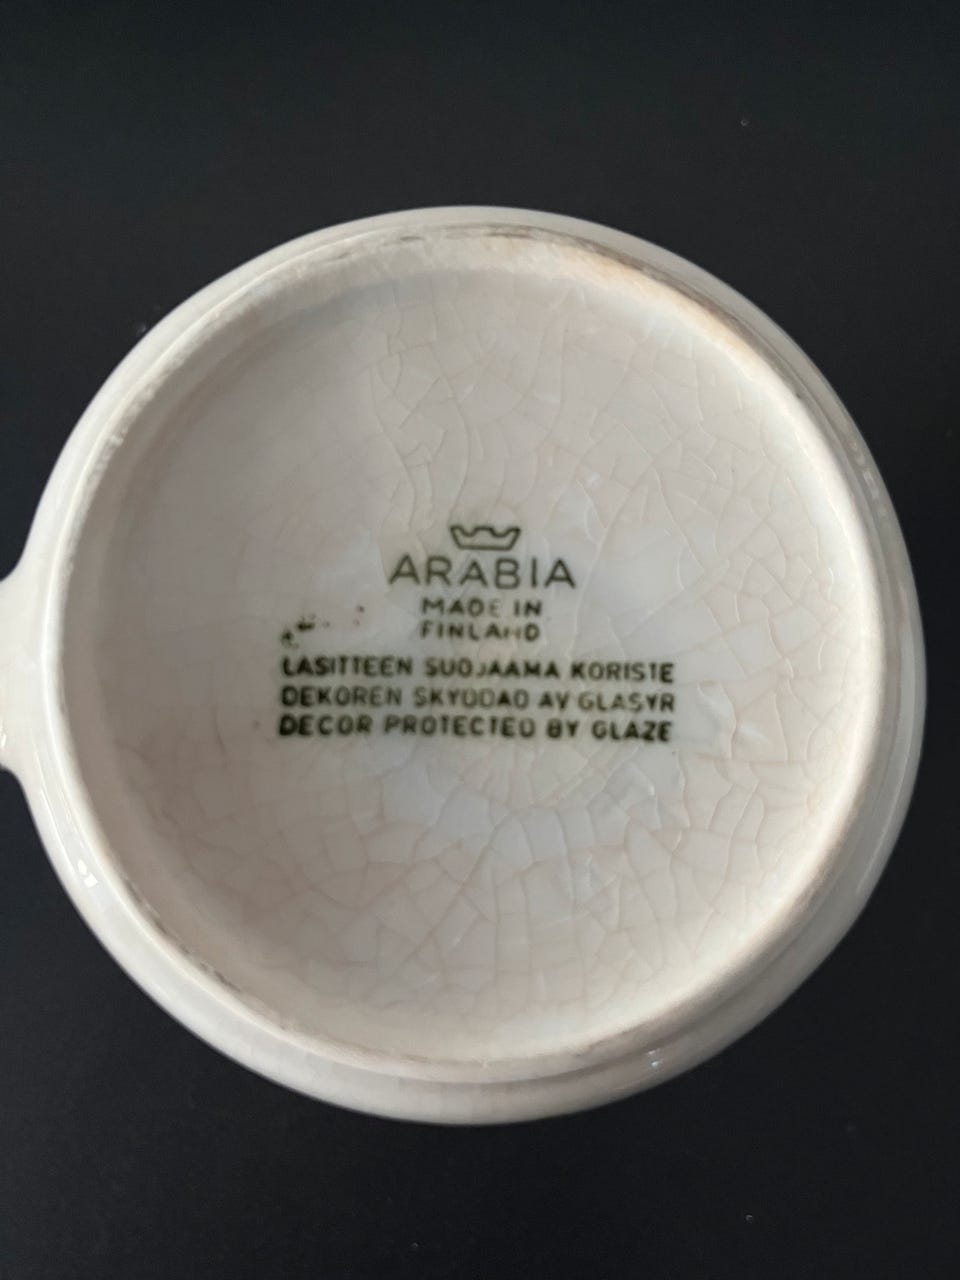 ARABIA
MADE IN
FINLAND
LASITTEEN SUOJAAMA KORISTE
DEKOREN SKYDDAD AV GLASYR
DECOR PROTECTED BY GLAZE